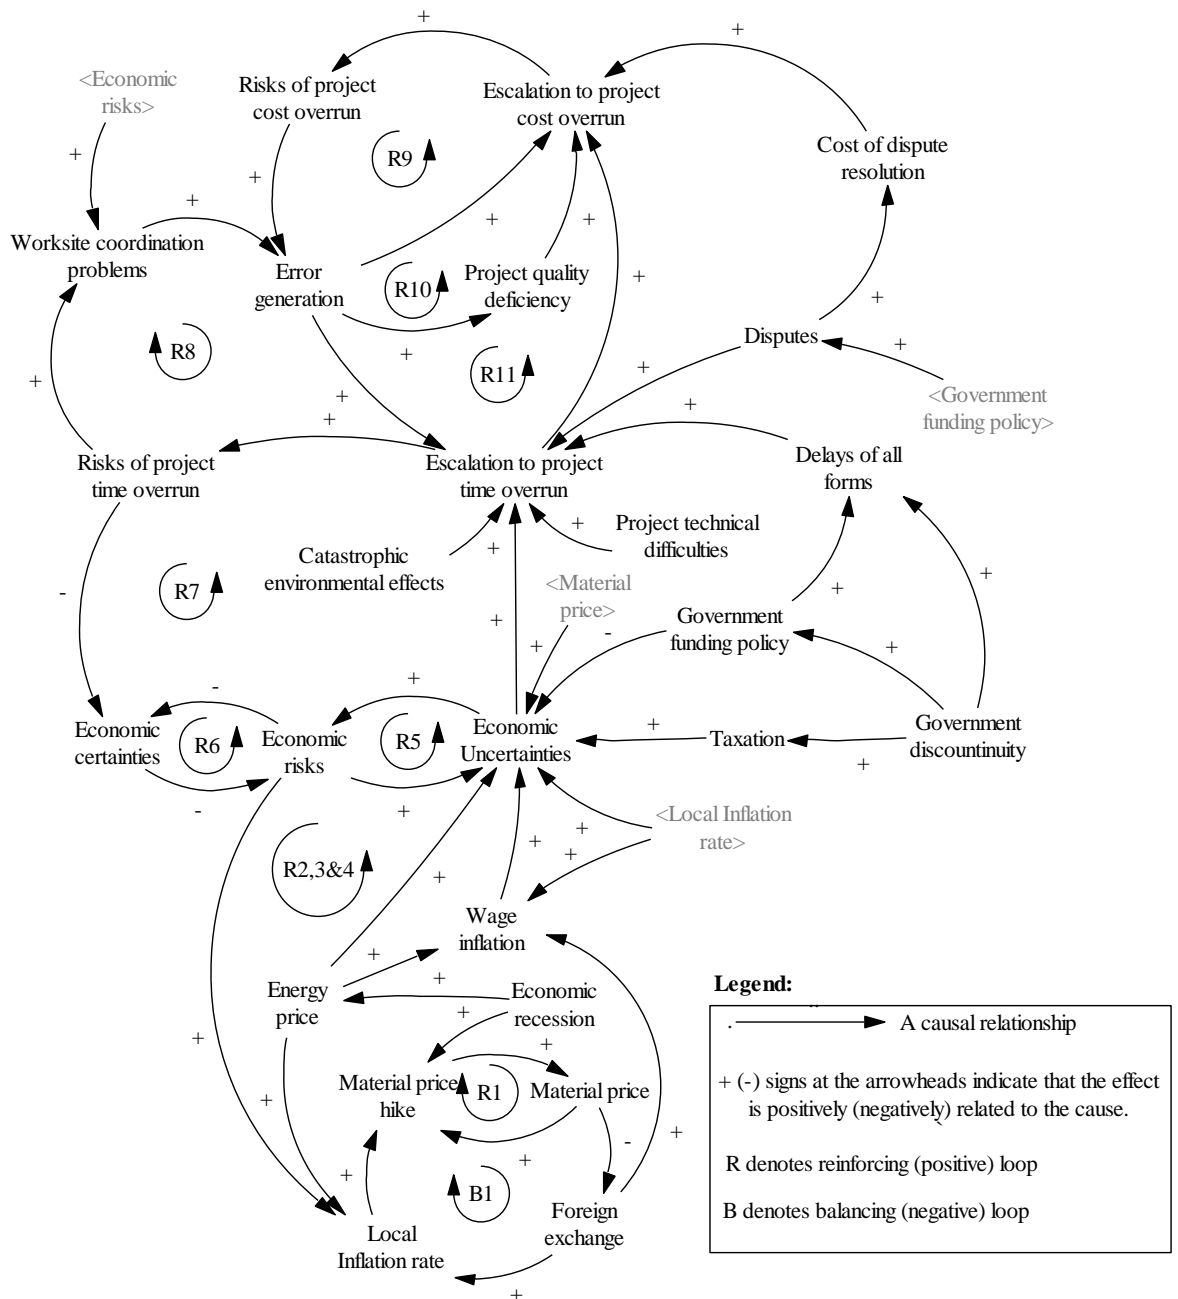 +
+
<Economic
risks>
Risks of project
cost overrun
Escalation to project
cost overrun
Cost of dispute
resolution
+
R9
+
+
Worksite coordination
problems
+
+
Error
generation
R10
Project quality
deficiency
+
+
Disputes
+
R8
+
R11
+
<Government
funding policy>
+
+
+
+
Risks of project
time overrun
Escalation to project
time overrun
Delays of all
forms
Catastrophic
environmental effects
+
+
Project technical
difficulties
-
R7
<Material
price>
+
+
Government
funding policy
+
+
-
+
-
+
Economic
certainties
R6
Economic
risks
R5
Economic
Uncertainties
+
Taxation
Government
discontinuity
+
-
+
<Local Inflation
rate>
+
+
+
R2,3&4
+
Wage
inflation
+
+
Energy
price
Economic
recession
+
+
+
Material price
hike
R1
Material price
+
-
+
+
+
B1
Local
Inflation rate
Foreign
exchange
+
Legend:
A causal relationship
+ (-) signs at the arrowheads indicate that the effect
is positively (negatively) related to the cause.
R denotes reinforcing (positive) loop
B denotes balancing (negative) loop